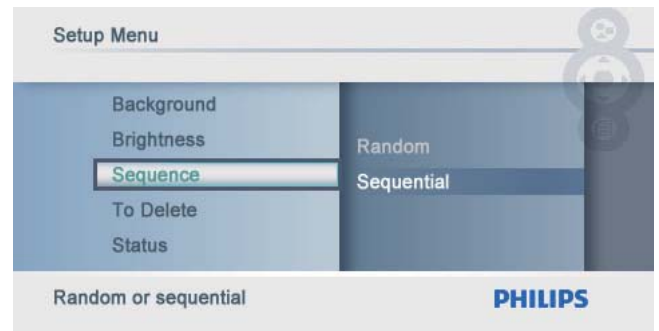 Setup Menu
Background
Brightness
Sequence
To Delete
Status
Random
Sequential
Random or sequential
PHILIPS